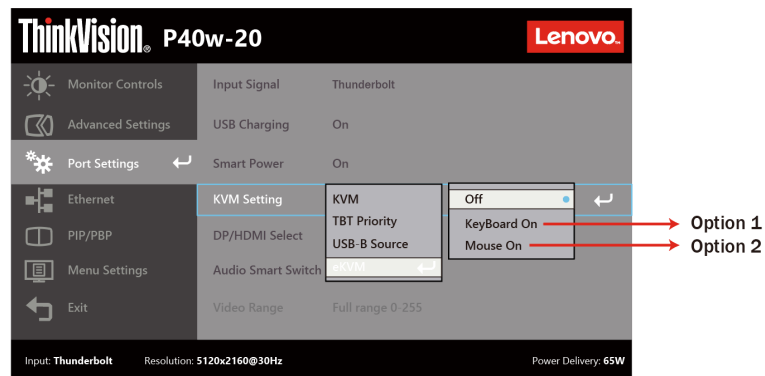 ThinkVision® P40w-20 Lenovo™
Monitor Controls Input Signal Thunderbolt
Advanced Settings USB Charging On
Port Settings Smart Power On
Ethernet KVM Setting KVM Off
TBT Priority KeyBoard On Option 1
PIP/PBP DP/HDMI Select USB-B Source Mouse On Option 2
Menu Settings Audio Smart Switch eKVM
Exit Video Range Full range 0-255
Input: Thunderbolt Resolution: 5120x2160@30Hz Power Delivery: 65W